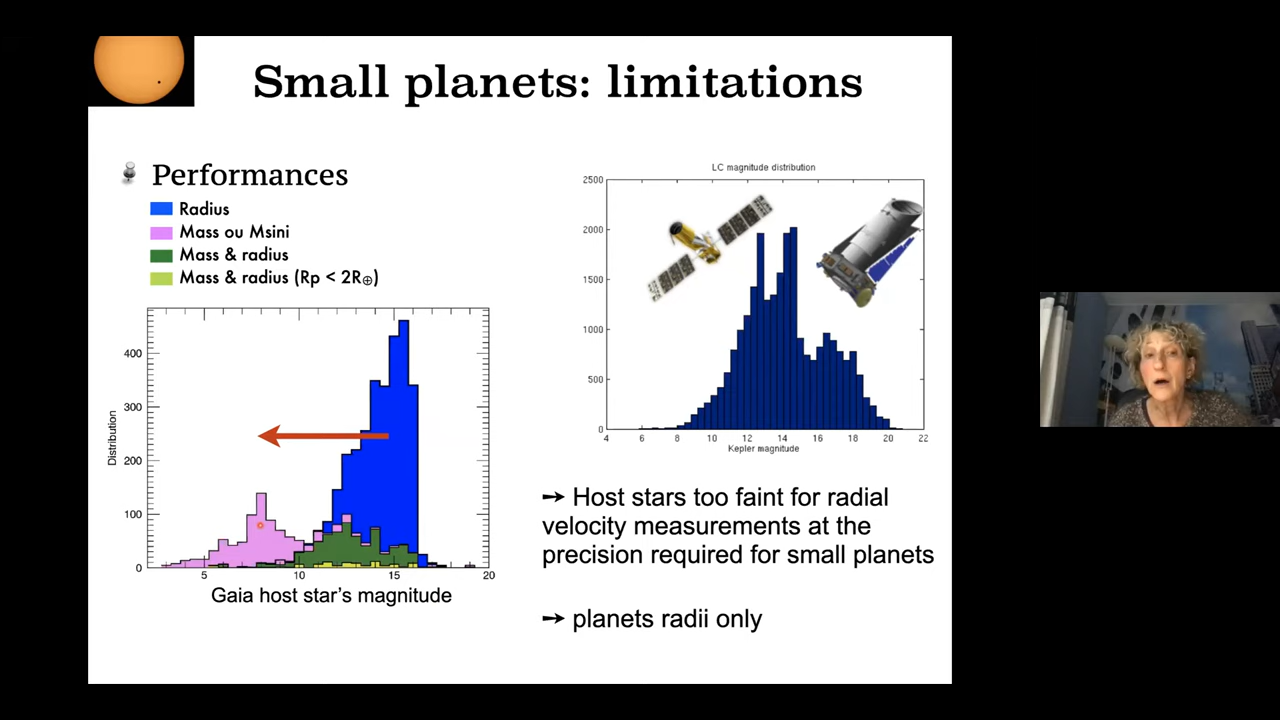 Small planets: limitations
Performances
Radius
Mass ou Msini
Mass & radius
Mass & radius (Rp < 2R⊕)
400
300
200
100
0
Distribution
5
10
15
20
Gaia host star's magnitude
LC magnitude distribution
2500
2000
1500
1000
500
0
4
6
8
10
12
14
16
18
20
22
Kepler magnitude
→ Host stars too faint for radial
velocity measurements at the
precision required for small planets
→ planets radii only